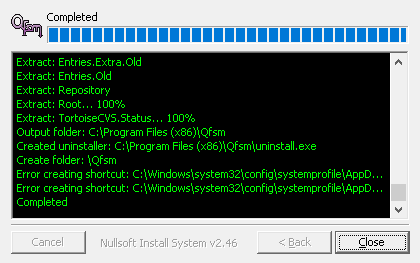 Qfsm
Completed
Extract: Entries.Extra.Old
Extract: Entries.Old
Extract: Repository
Extract: Root... 100%
Extract: TortoiseCVS.Status... 100%
Output folder: C:\Program Files (x86)\Qfsm
Created uninstaller: C:\Program Files (x86)\Qfsm\uninstall.exe
Create folder: \Qfsm
Error creating shortcut: C:\Windows\system32\config\systemprofile\AppD...
Error creating shortcut: C:\Windows\system32\config\systemprofile\AppD...
Completed
Cancel Nullsoft Install System v2.46 < Back Close